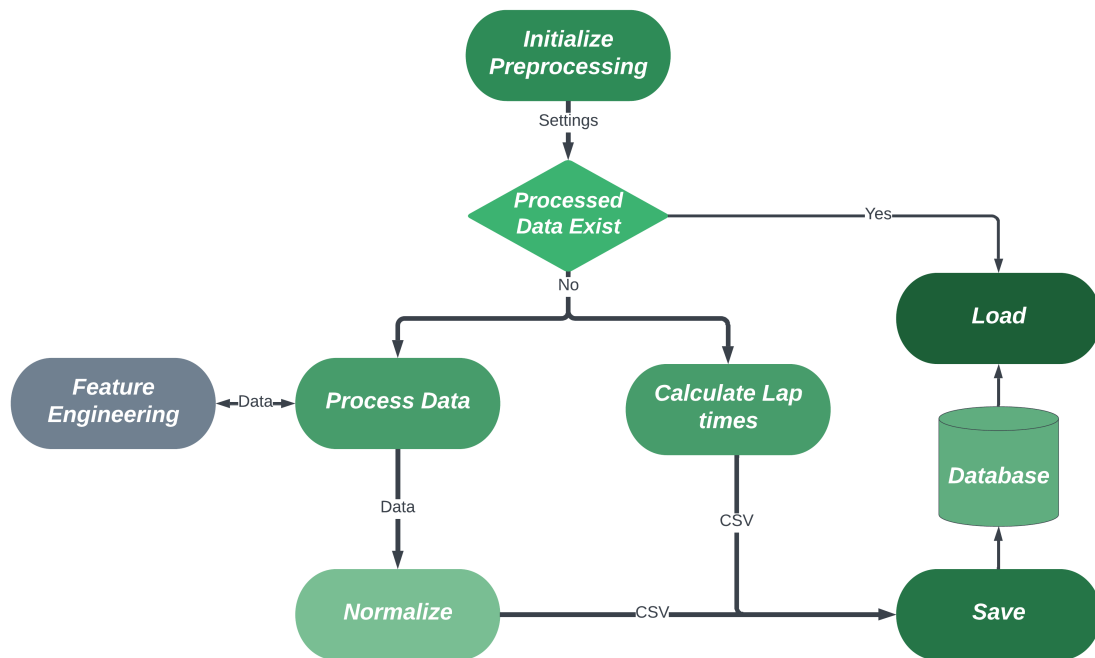 Initialize
Preprocessing
Settings
Processed
Data Exist
Yes
No
Load
Feature
Engineering
Data
Process Data
Calculate Lap
times
Database
Data
CSV
Normalize
CSV
Save